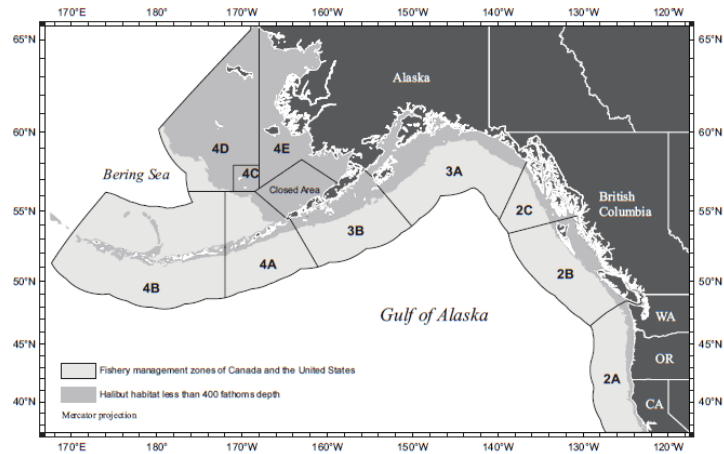 170°E 180° 170°W 160°W 150°W 140°W 130°W 120°W
65°N 65°N
Alaska
60°N 60°N
4D 4E
Bering Sea 4C 3A
Closed Area
British
Columbia
2C
55°N 55°N
3B
4A
4B 2B
50°N 50°N
Gulf of Alaska WA
45°N 45°N
OR
Fishery management zones of Canada and the United States
2A
Halibut habitat less than 400 fathoms depth
40°N CA 40°N
Mercator projection
170°E 180° 170°W 160°W 150°W 140°W 130°W 120°W